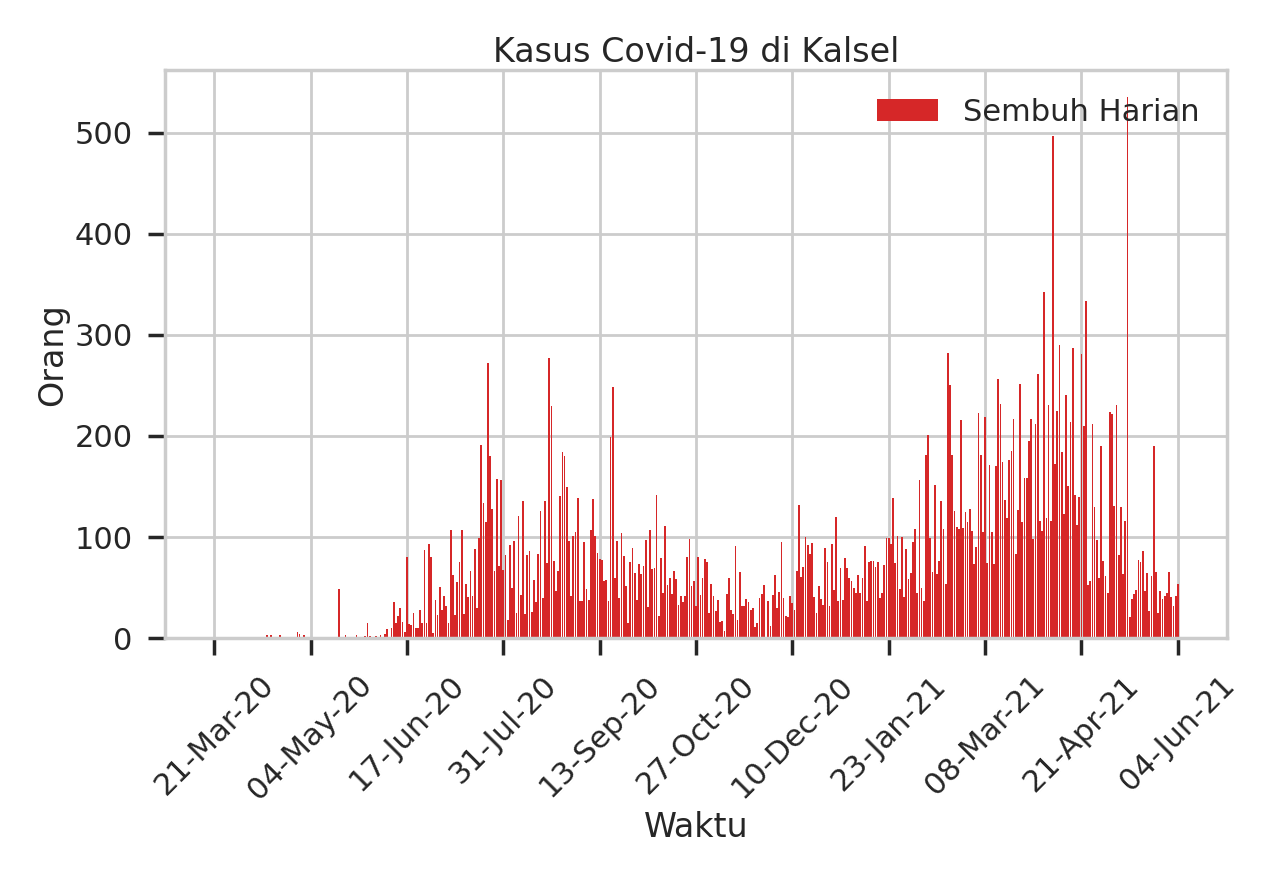 Kasus Covid-19 di Kalsel
Sembuh Harian
Orang
500
400
300
200
100
0
21-Mar-20
04-May-20
17-Jun-20
31-Jul-20
13-Sep-20
27-Oct-20
10-Dec-20
23-Jan-21
08-Mar-21
21-Apr-21
04-Jun-21
Waktu